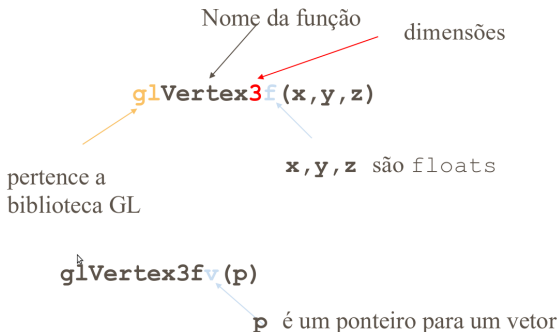 Nome da função
dimensões
glVertex3f(x,y,z)
x,y,z são floats
pertence a
biblioteca GL
glVertex3fv(p)
p é um ponteiro para um vetor